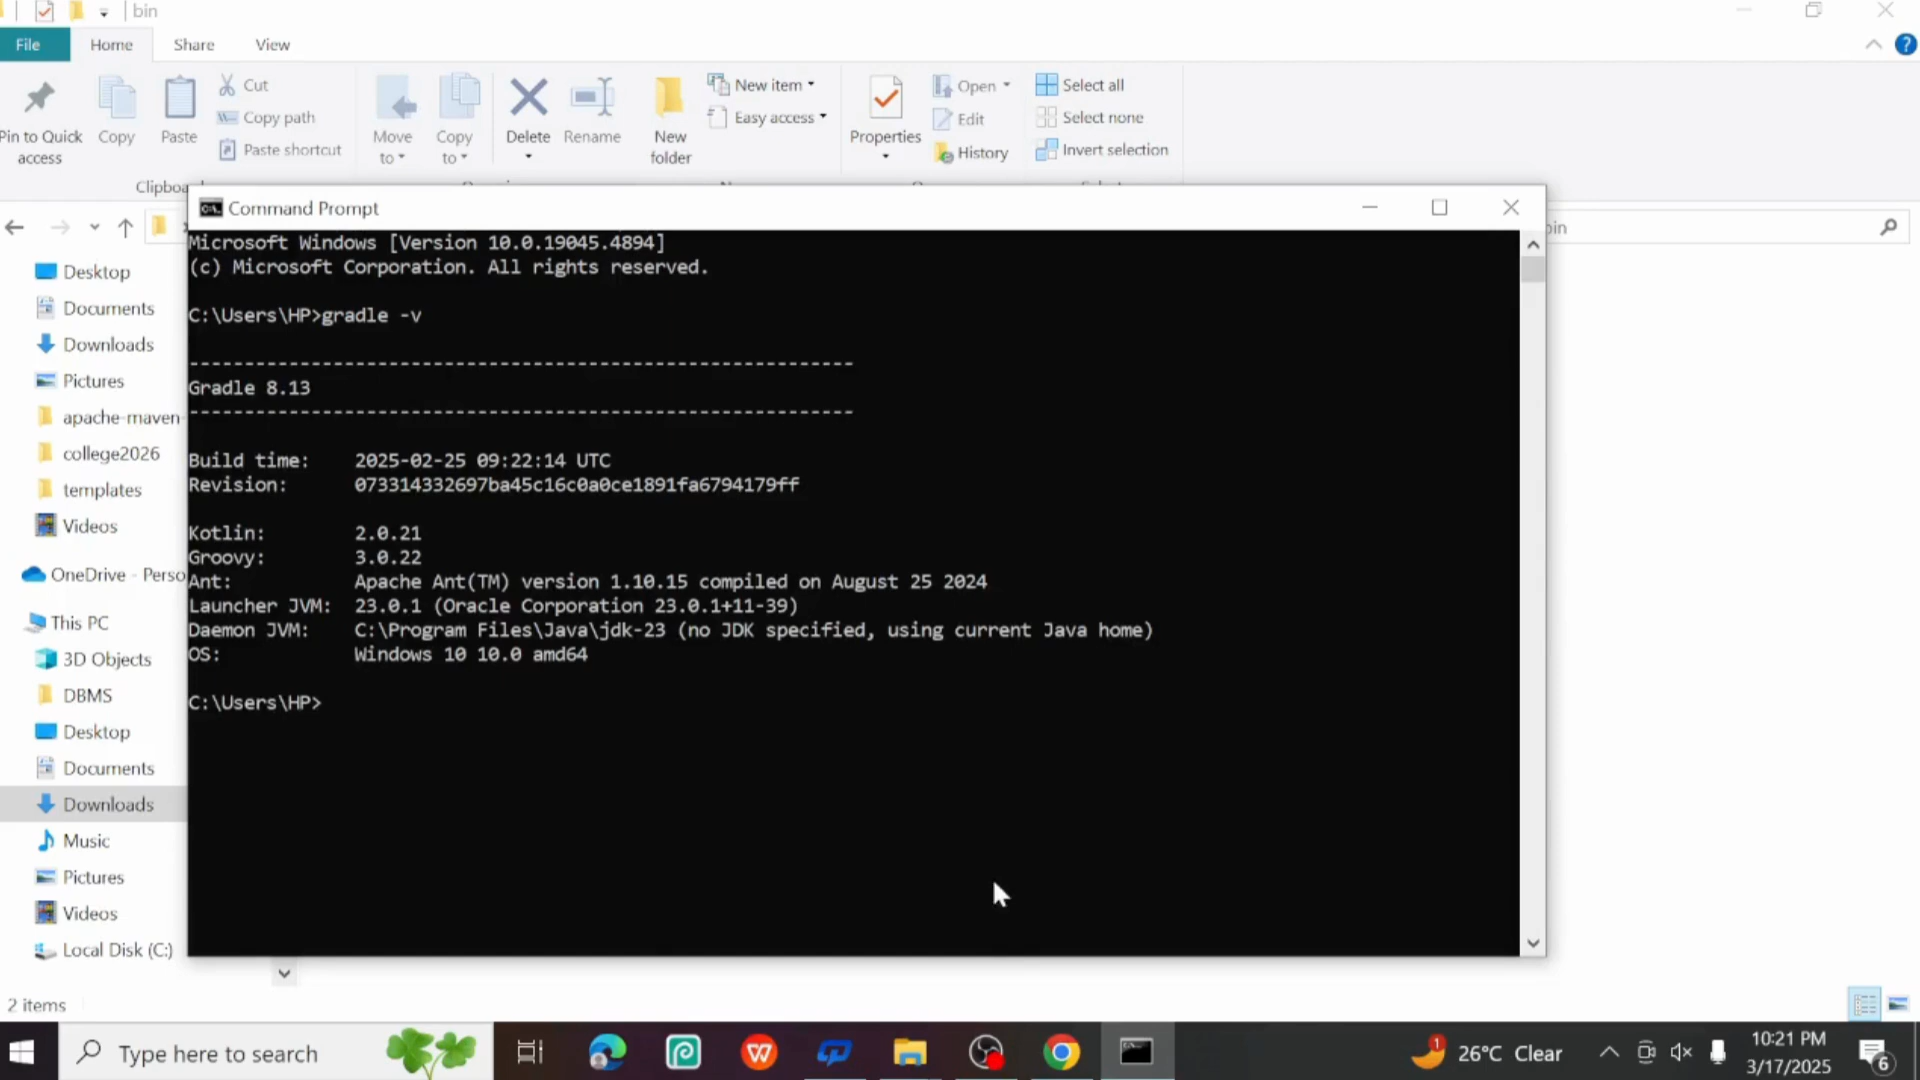 bin
File Home Share View
Pin to Quick access
Copy
Paste
Cut
Copy path
Paste shortcut
Move to
Copy to
Delete
Rename
New folder
New item
Easy access
Properties
Open
Edit
History
Select all
Select none
Invert selection
Command Prompt
bin
Microsoft Windows [Version 10.0.19045.4894]
(c) Microsoft Corporation. All rights reserved.
C:\Users\HP>gradle -v
------------------------------------------------------------
Gradle 8.13
------------------------------------------------------------
Build time:    2025-02-25 09:22:14 UTC
Revision:      073314332697ba45c16c0a0ce1891fa6794179ff
Kotlin:        2.0.21
Groovy:        3.0.22
Ant:           Apache Ant(TM) version 1.10.15 compiled on August 25 2024
Launcher JVM:  23.0.1 (Oracle Corporation 23.0.1+11-39)
Daemon JVM:    C:\Program Files\Java\jdk-23 (no JDK specified, using current Java home)
OS:            Windows 10 10.0 amd64
C:\Users\HP>
Desktop
Documents
Downloads
Pictures
apache-maven
college2026
templates
Videos
OneDrive - Perso
This PC
3D Objects
DBMS
Desktop
Documents
Downloads
Music
Pictures
Videos
Local Disk (C:)
2 items
Type here to search
1
26°C Clear
10:21 PM
3/17/2025
6